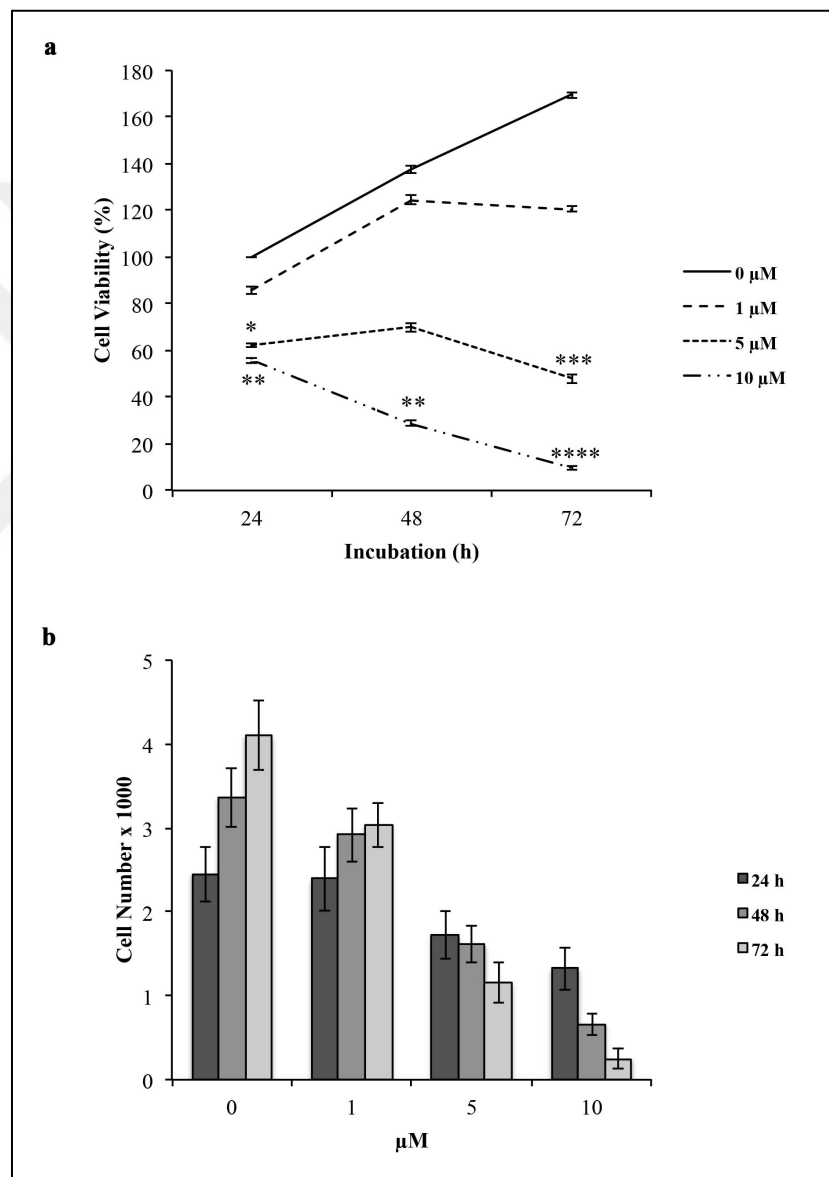 a
180
160
140
120
100
80
60
40
20
0
Cell Viability (%)
*
**
**
***
****
24 48 72
Incubation (h)
0 µM
1 µM
5 µM
10 µM
b
5
4
3
2
1
0
Cell Number x 1000
0 1 5 10
µM
24 h
48 h
72 h